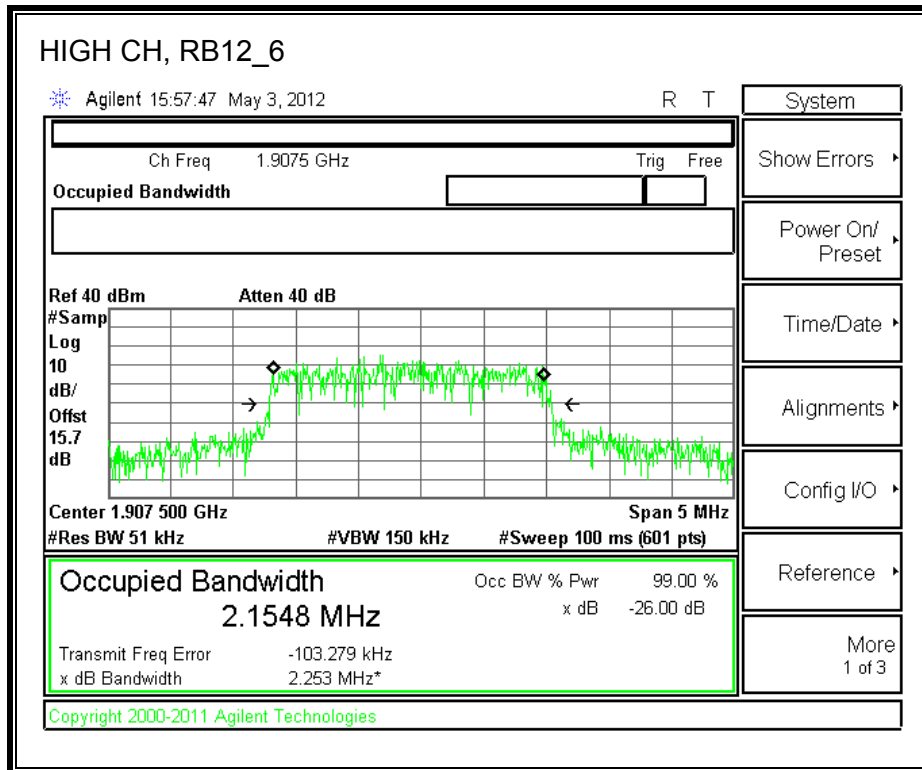 HIGH CH, RB12_6
Agilent 15:57:47 May 3, 2012 R T
System
Ch Freq 1.9075 GHz Trig Free
Show Errors
Occupied Bandwidth
Power On/
Preset
Ref 40 dBm Atten 40 dB
#Samp
Log
10
dB/
Offst
15.7
dB
Time/Date
Alignments
Config I/O
Center 1.907 500 GHz Span 5 MHz
#Res BW 51 kHz #VBW 150 kHz #Sweep 100 ms (601 pts)
Occupied Bandwidth Occ BW % Pwr 99.00 %
2.1548 MHz x dB -26.00 dB
Reference
Transmit Freq Error -103.279 kHz
x dB Bandwidth 2.253 MHz*
More
1 of 3
Copyright 2000-2011 Agilent Technologies